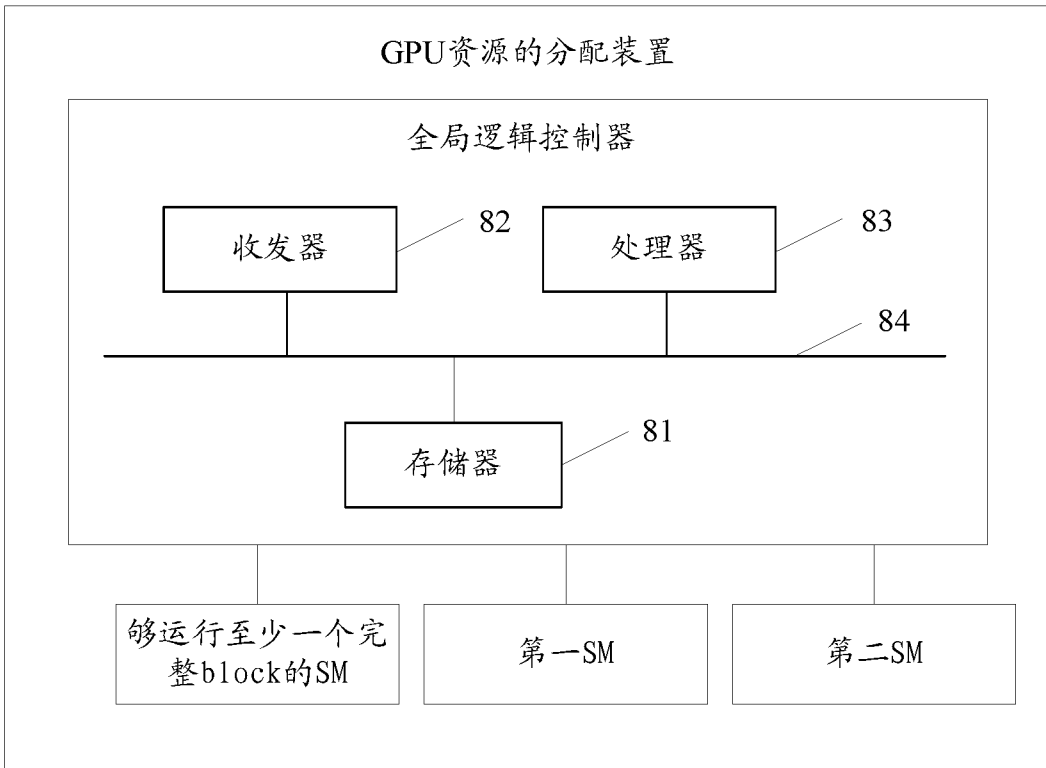 GPU资源的分配装置
全局逻辑控制器
82
83
收发器
处理器
84
81
存储器
够运行至少一个完
整block的SM
第一SM
第二SM